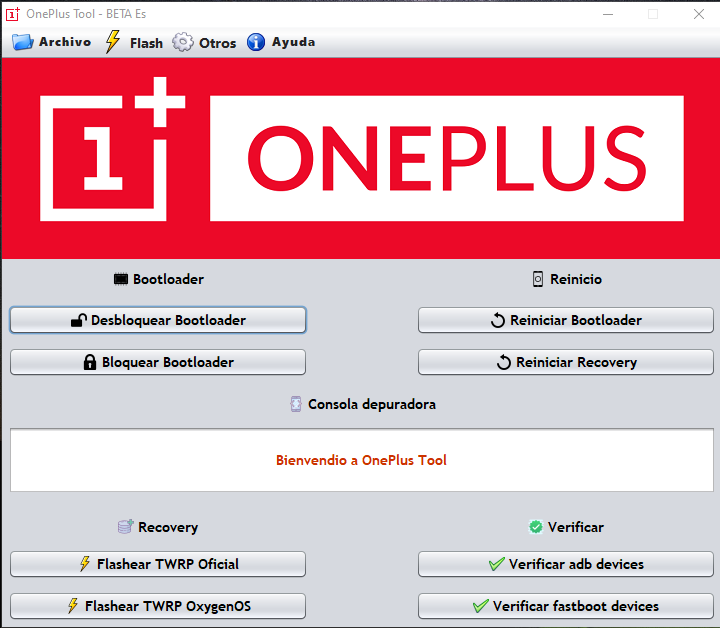 OnePlus Tool - BETA Es
Archivo Flash Otros Ayuda
1+ ONEPLUS
Bootloader Reinicio
Desbloquear Bootloader Reiniciar Bootloader
Bloquear Bootloader Reiniciar Recovery
Consola depuradora
Bienvendio a OnePlus Tool
Recovery Verificar
Flashear TWRP Oficial Verificar adb devices
Flashear TWRP OxygenOS Verificar fastboot devices